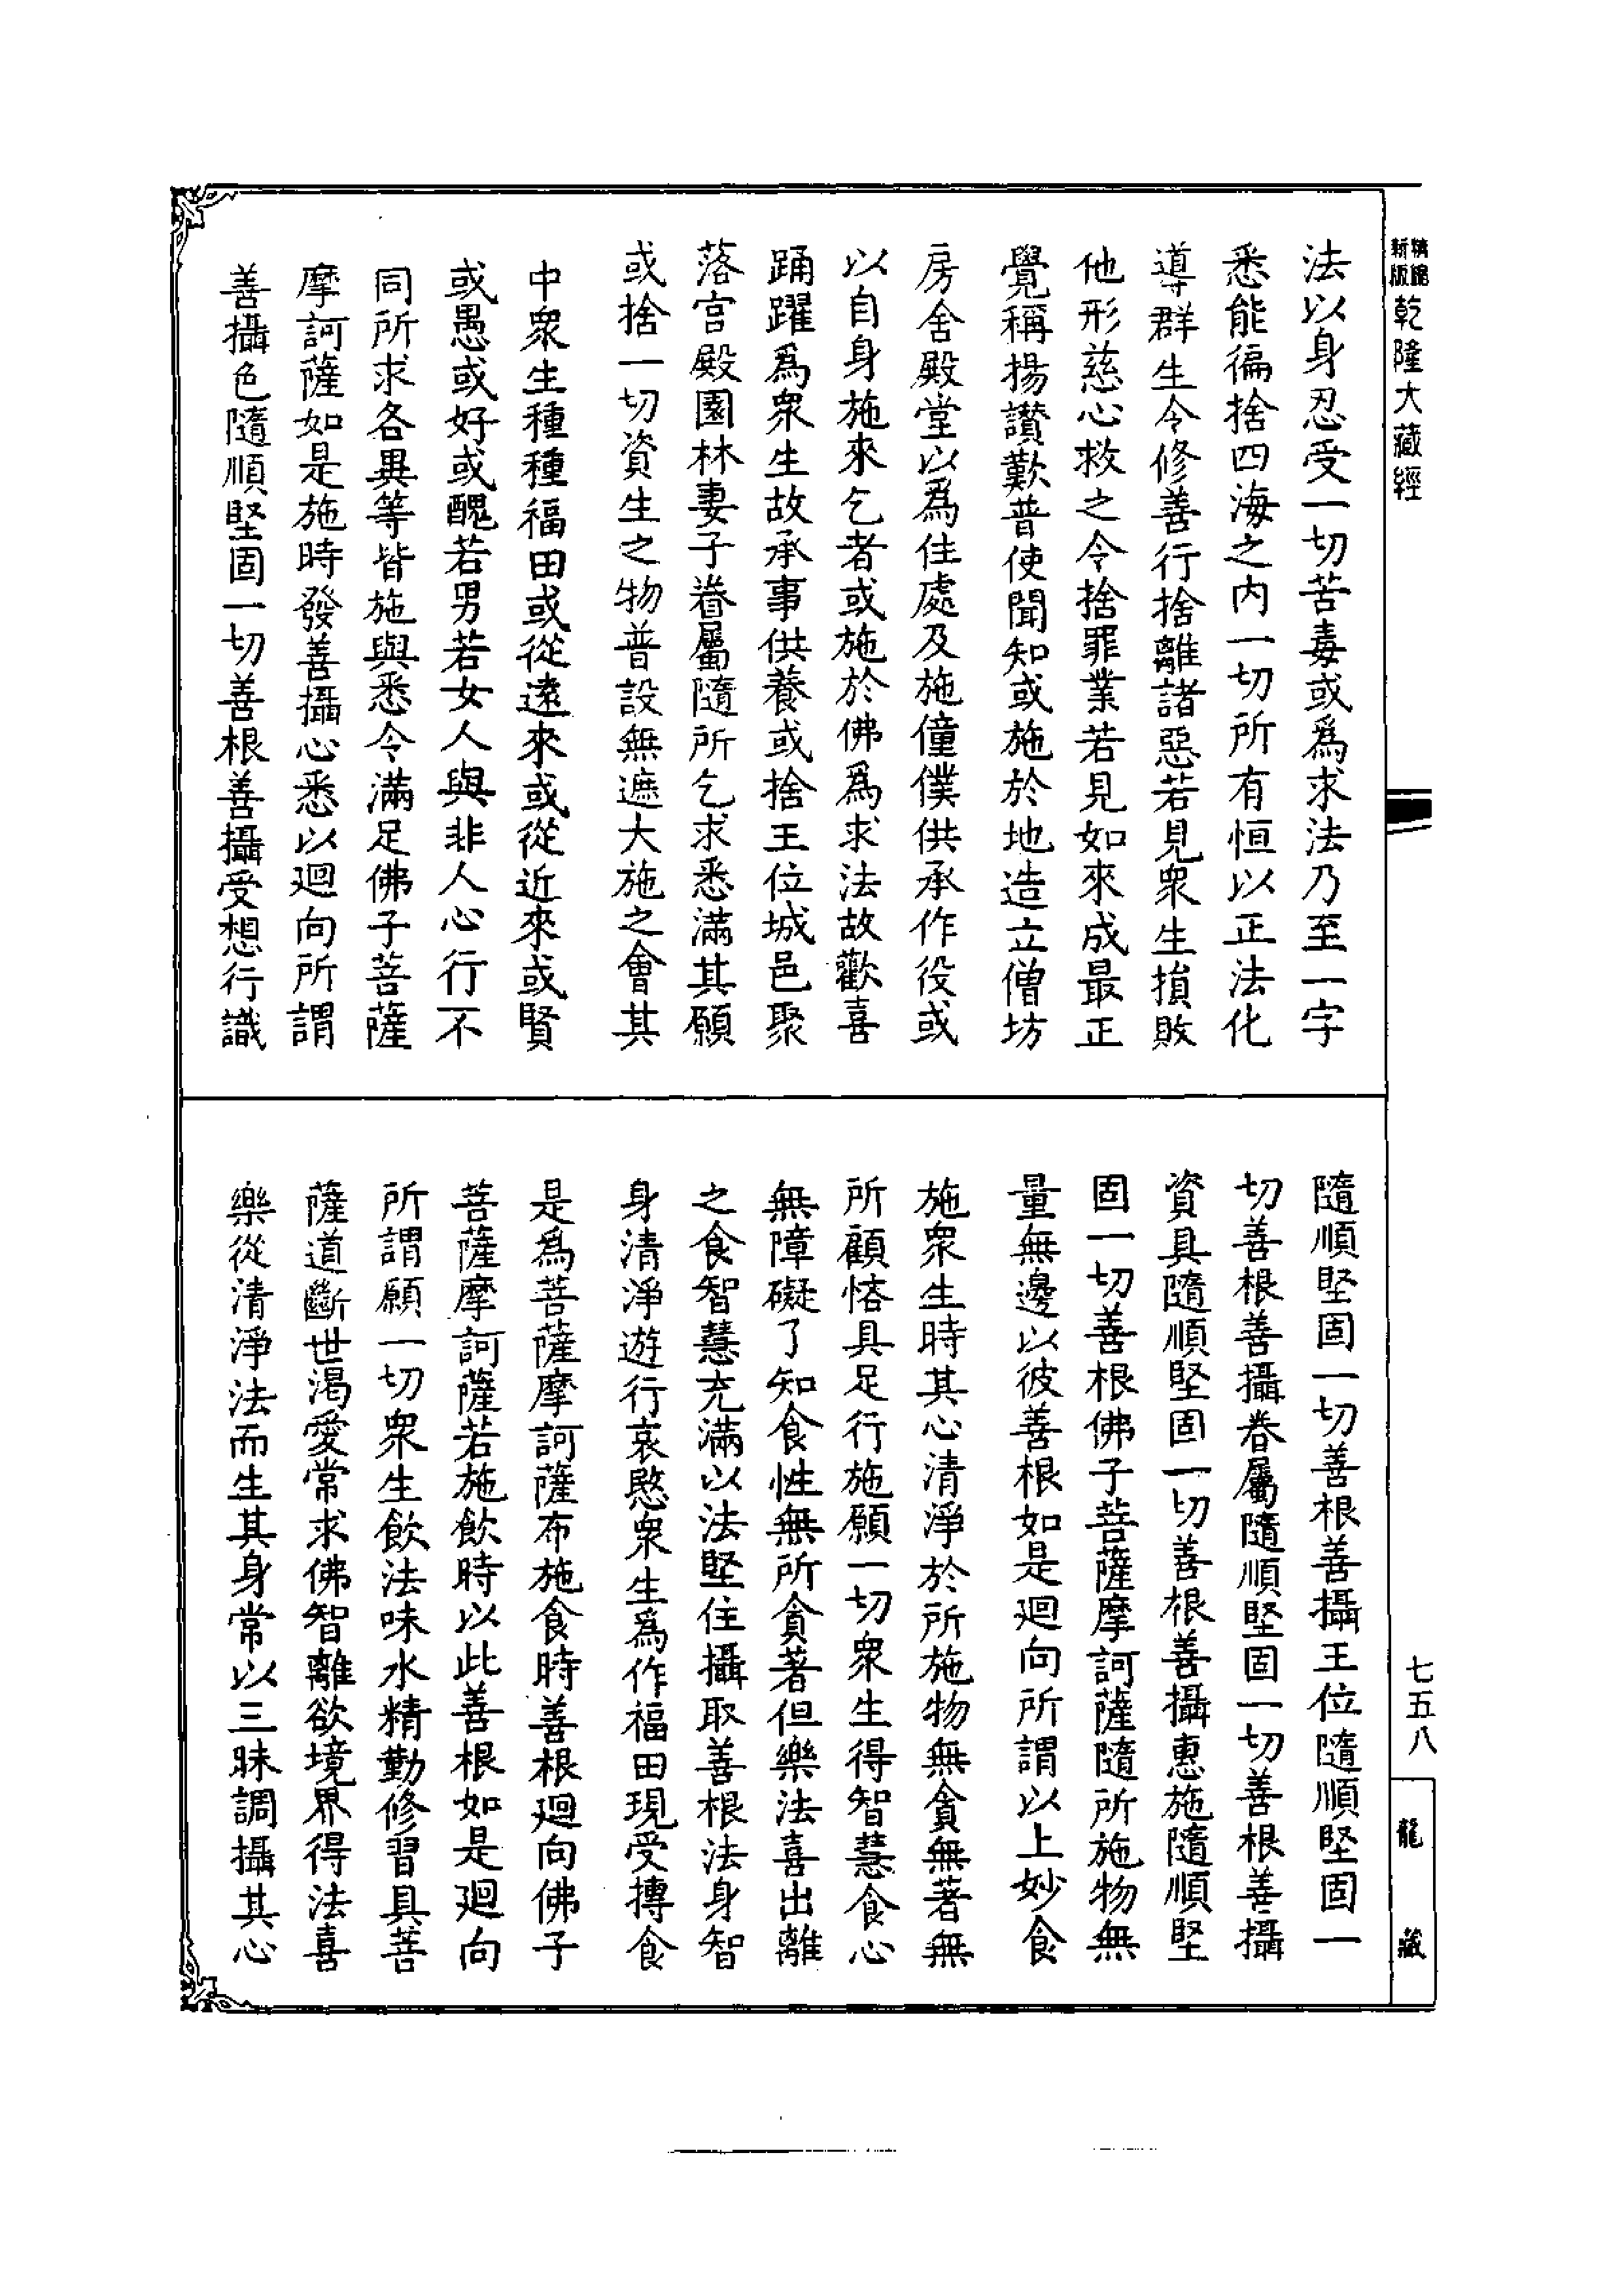 新版精縮乾隆大藏經
法以身忍受一切苦毒或爲求法乃至一字
悉能徧捨四海之內一切所有恒以正法化
導群生令修善行捨離諸惡若見衆生損敗
他形慈心救之令捨罪業若見如來成最正
覺稱揚讃歎普使聞知或施於地造立僧坊
房舍殿堂以爲住處及施僮僕供承作役或
以自身施來乞者或施於佛爲求法故歡喜
踊躍爲衆生故承事供養或捨王位城邑聚
落宮殿園林妻子眷屬隨所乞求悉滿其願
或捨一切資生之物普設無遮大施之會其
中衆生種種福田或從遠來或從近來或賢
或愚或好或醜若男若女人與非人心行不
同所求各異等皆施與悉令滿足佛子菩薩
摩訶薩如是施時發善攝心悉以迴向所謂
善攝色隨順堅固一切善根善攝受想行識
隨順堅固一切善根善攝王位隨順堅固一
切善根善攝眷屬隨順堅固一切善根善攝
資具隨順堅固一切善根善攝惠施隨順堅
固一切善根佛子菩薩摩訶薩隨所施物無
量無邊以彼善根如是迴向所謂以上妙食
施衆生時其心清淨於所施物無貪無著無
所顧悋具足行施願一切衆生得智慧食心
無障礙了知食性無所貪著但樂法喜出離
之食智慧充滿以法堅住攝取善根法身智
身清淨遊行哀愍衆生爲作福田現受摶食
是爲菩薩摩訶薩布施食時善根迴向佛子
菩薩摩訶薩若施飲時以此善根如是迴向
所謂願一切衆生飲法味水精勤修習具菩
薩道斷世渴愛常求佛智離欲境界得法喜
樂從清淨法而生其身常以三昧調攝其心
七五八
龍藏